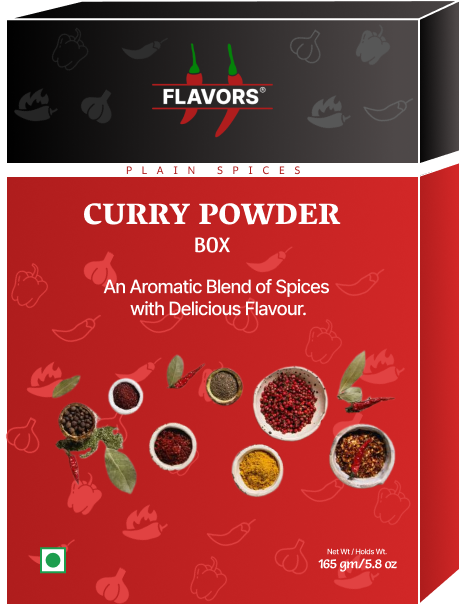 FLAVORS®
PLAIN SPICES
CURRY POWDER
BOX
An Aromatic Blend of Spices
with Delicious Flavour.
Net Wt / Holds Wt.
165 gm/5.8 oz